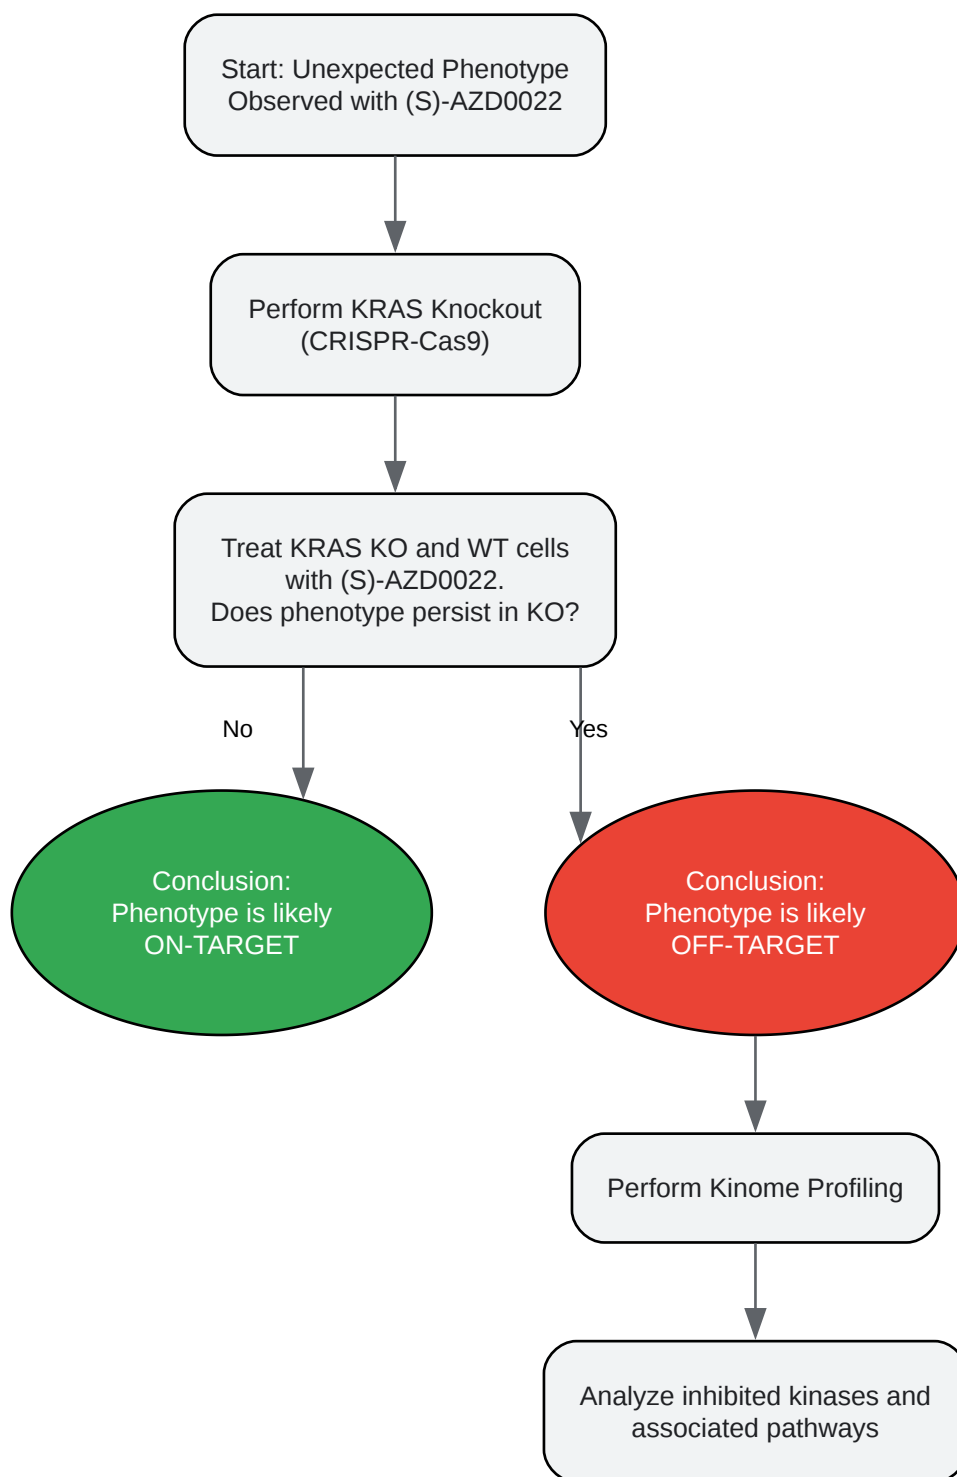 Start: Unexpected Phenotype
Observed with (S)-AZD0022
Perform KRAS Knockout
(CRISPR-Cas9)
Treat KRAS KO and WT cells
with (S)-AZD0022.
Does phenotype persist in KO?
No
Yes
Conclusion:
Phenotype is likely
ON-TARGET
Conclusion:
Phenotype is likely
OFF-TARGET
Perform Kinome Profiling
Analyze inhibited kinases and
associated pathways